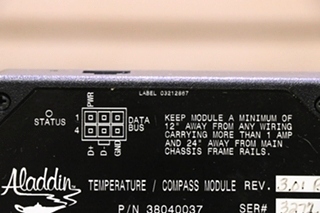 LABEL 03212867
PWR
STATUS
1
4
DATA
BUS
D+
D-
GND
KEEP MODULE A MINIMUM OF
12" AWAY FROM ANY WIRING
CARRYING MORE THAN 1 AMP
AND 24" AWAY FROM MAIN
CHASSIS FRAME RAILS.
Aladdin
TEMPERATURE / COMPASS MODULE REV.
P/N 38040037 SER#